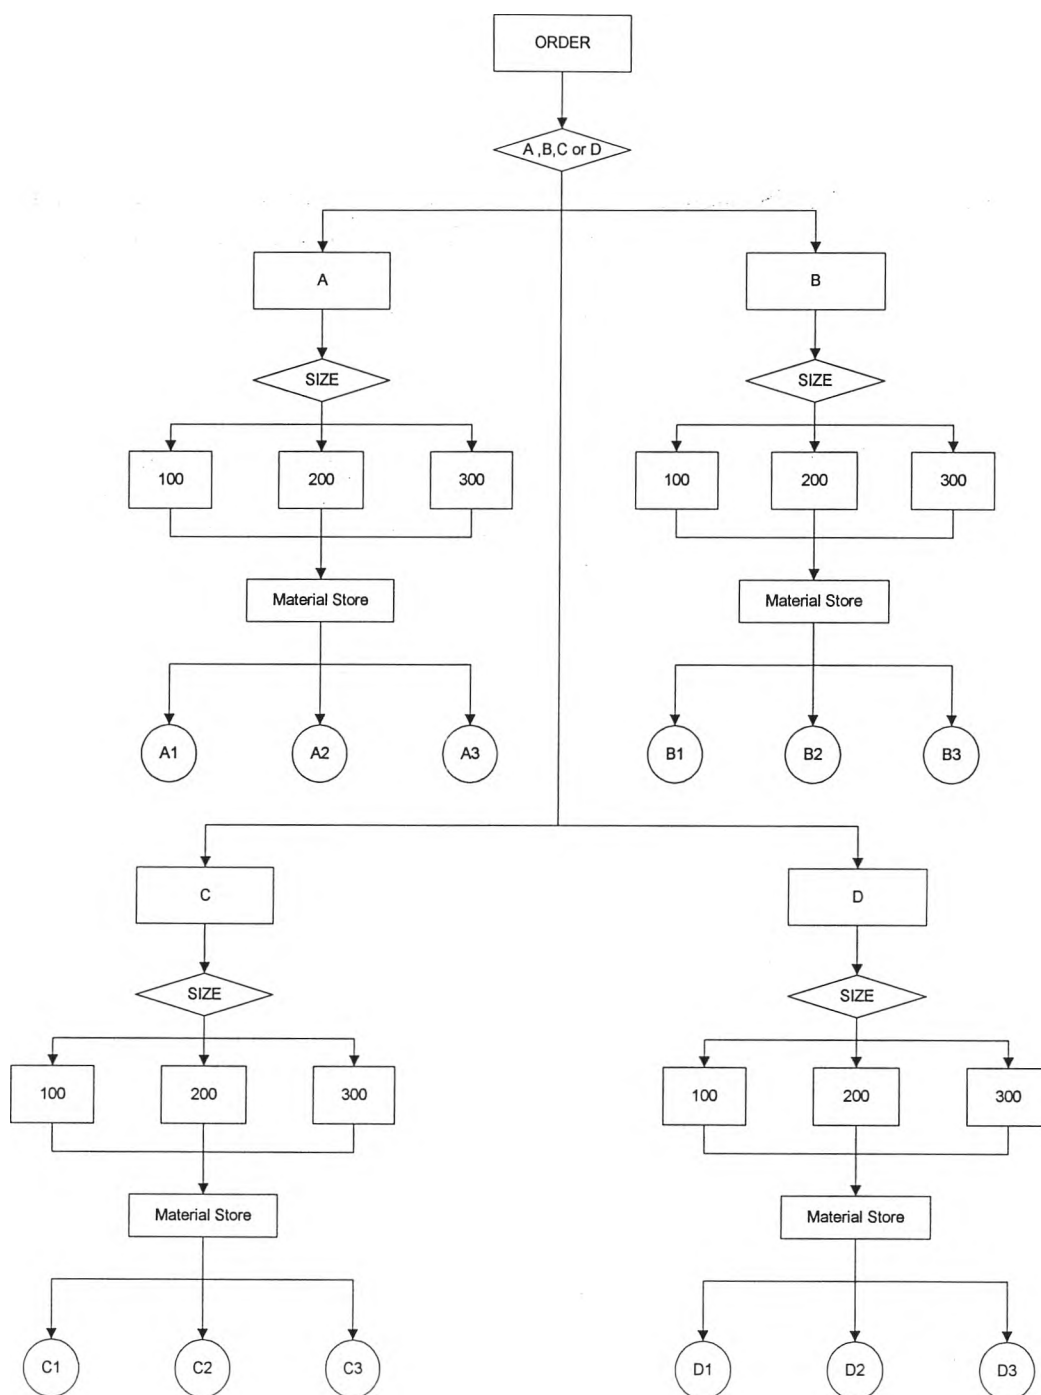 ORDER
A ,B,C or D
A
B
SIZE
SIZE
100
200
300
100
200
300
Material Store
Material Store
A1
A2
A3
B1
B2
B3
C
D
SIZE
SIZE
100
200
300
100
200
300
Material Store
Material Store
C1
C2
C3
D1
D2
D3